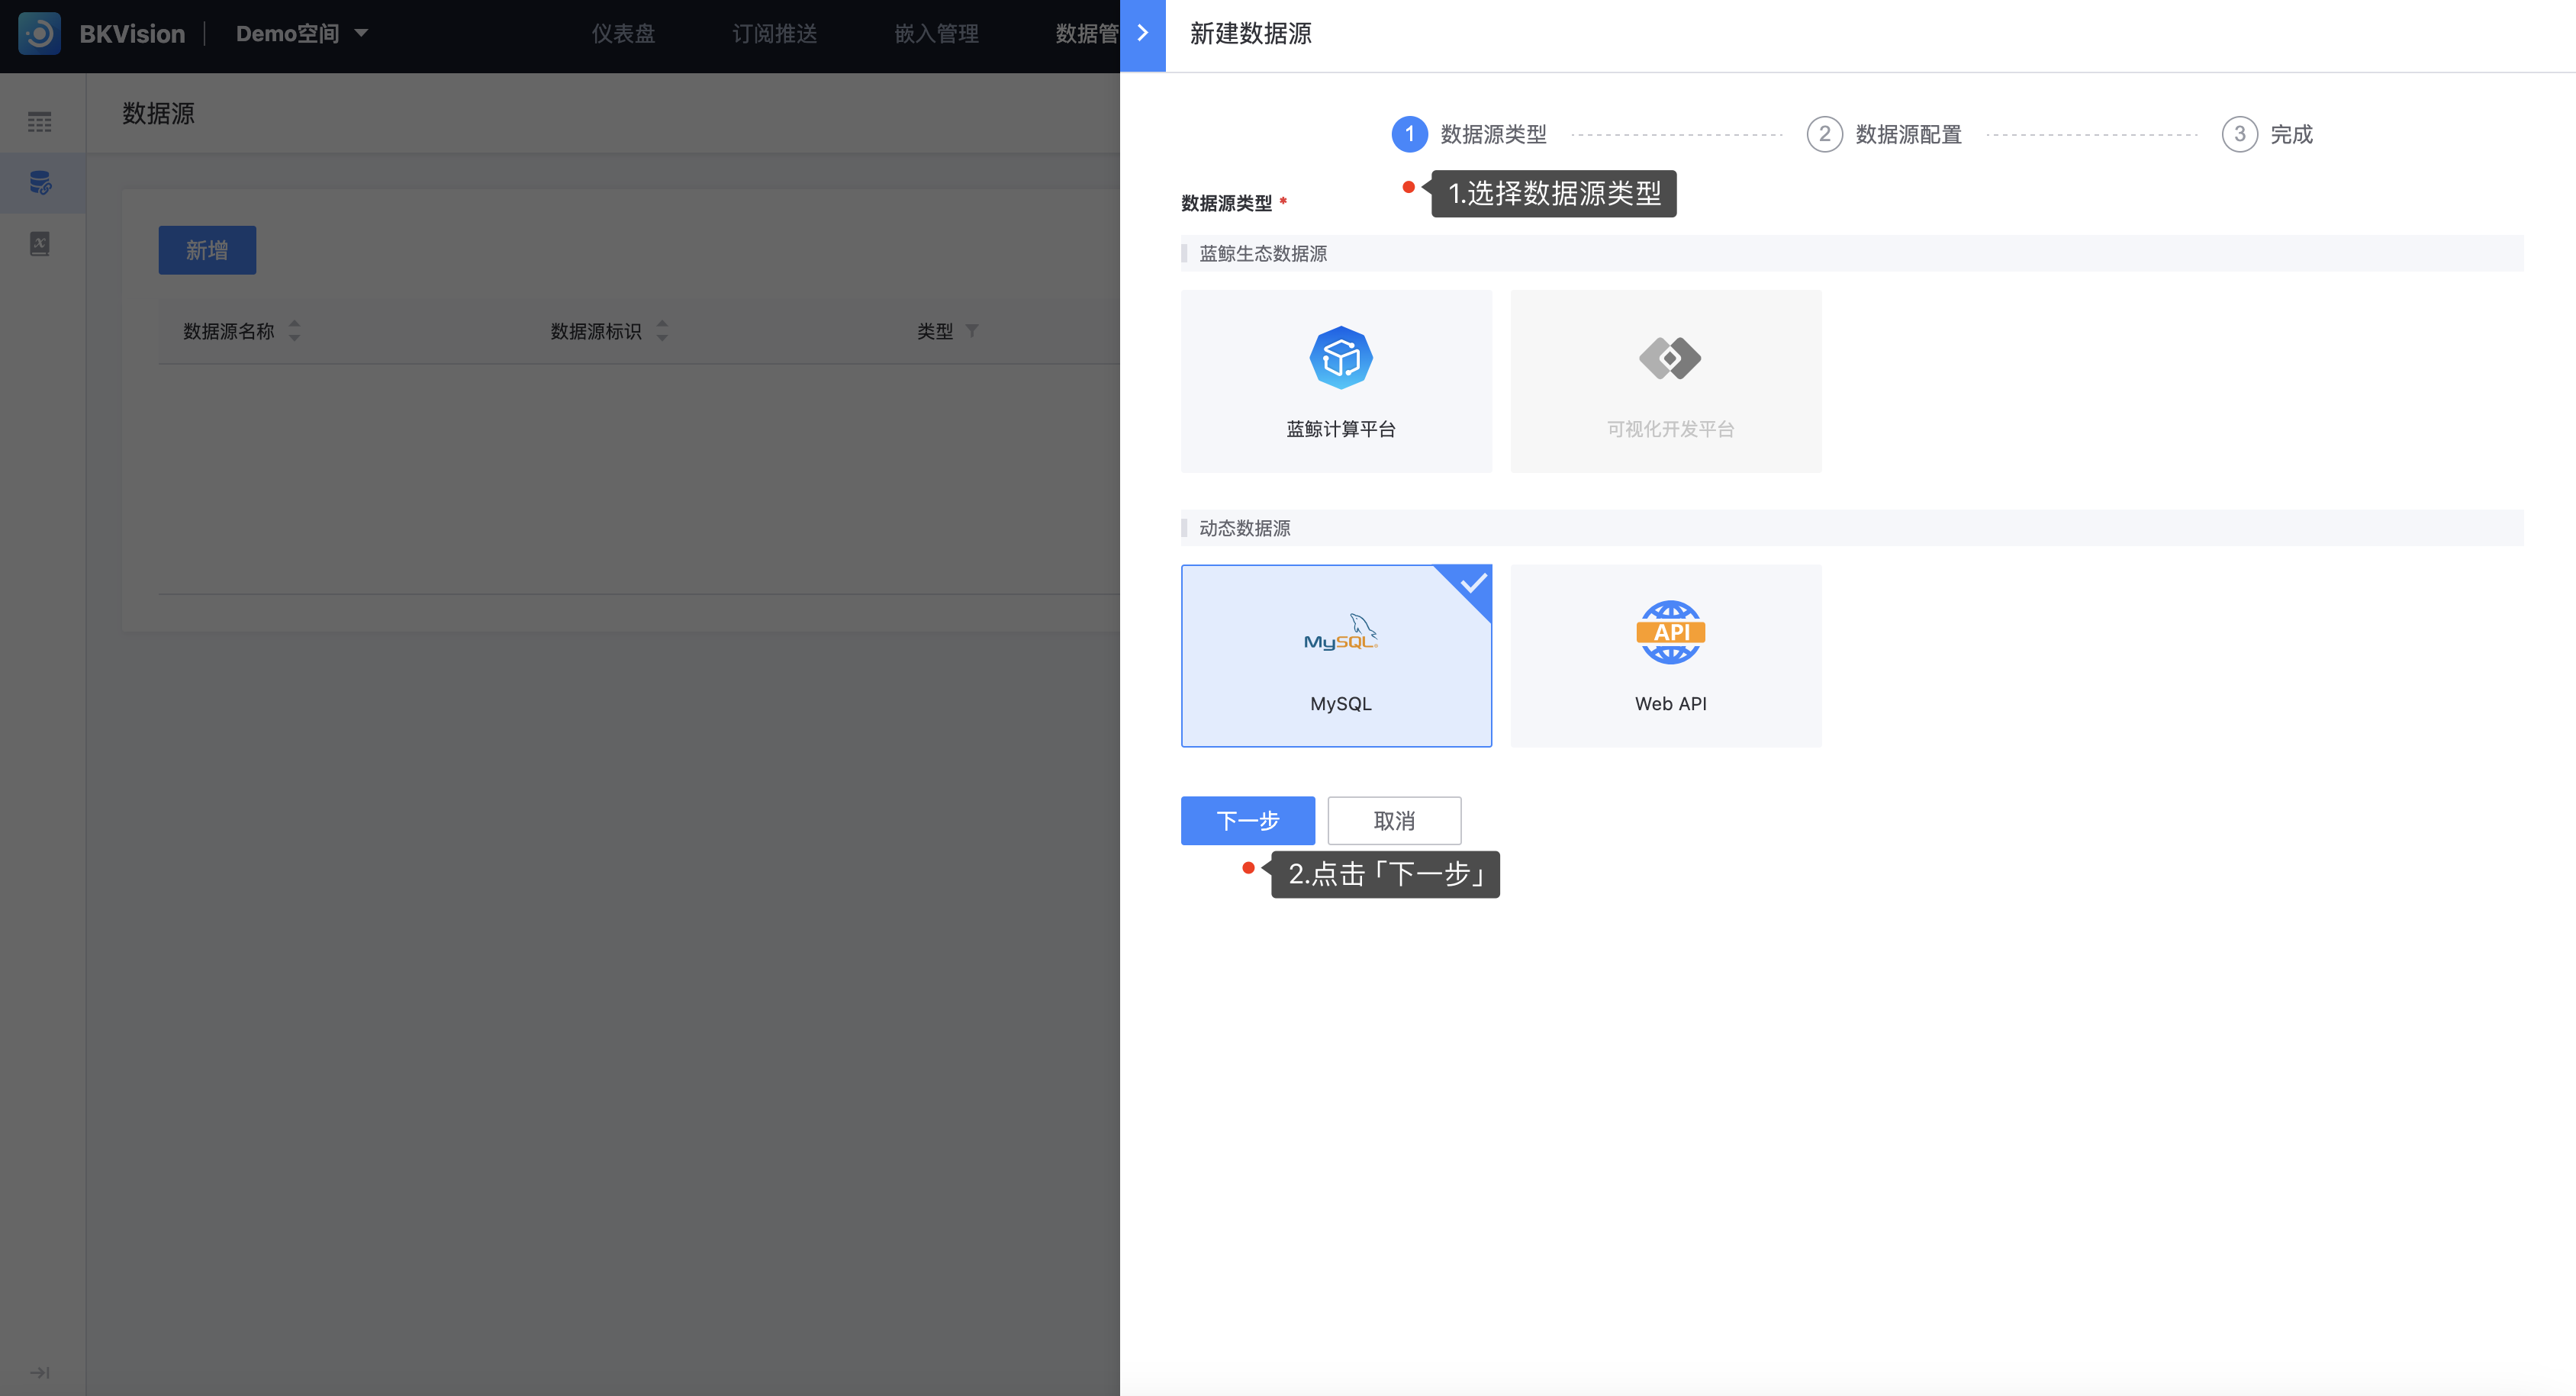 BKVision
Demo空间
仪表盘
订阅推送
嵌入管理
数据管
数据源
新增
数据源名称
数据源标识
类型
新建数据源
1 数据源类型
2 数据源配置
3 完成
1.选择数据源类型
数据源类型 *
蓝鲸生态数据源
蓝鲸计算平台
可视化开发平台
动态数据源
MySQL
MySQL
API
Web API
下一步
取消
2.点击「下一步」